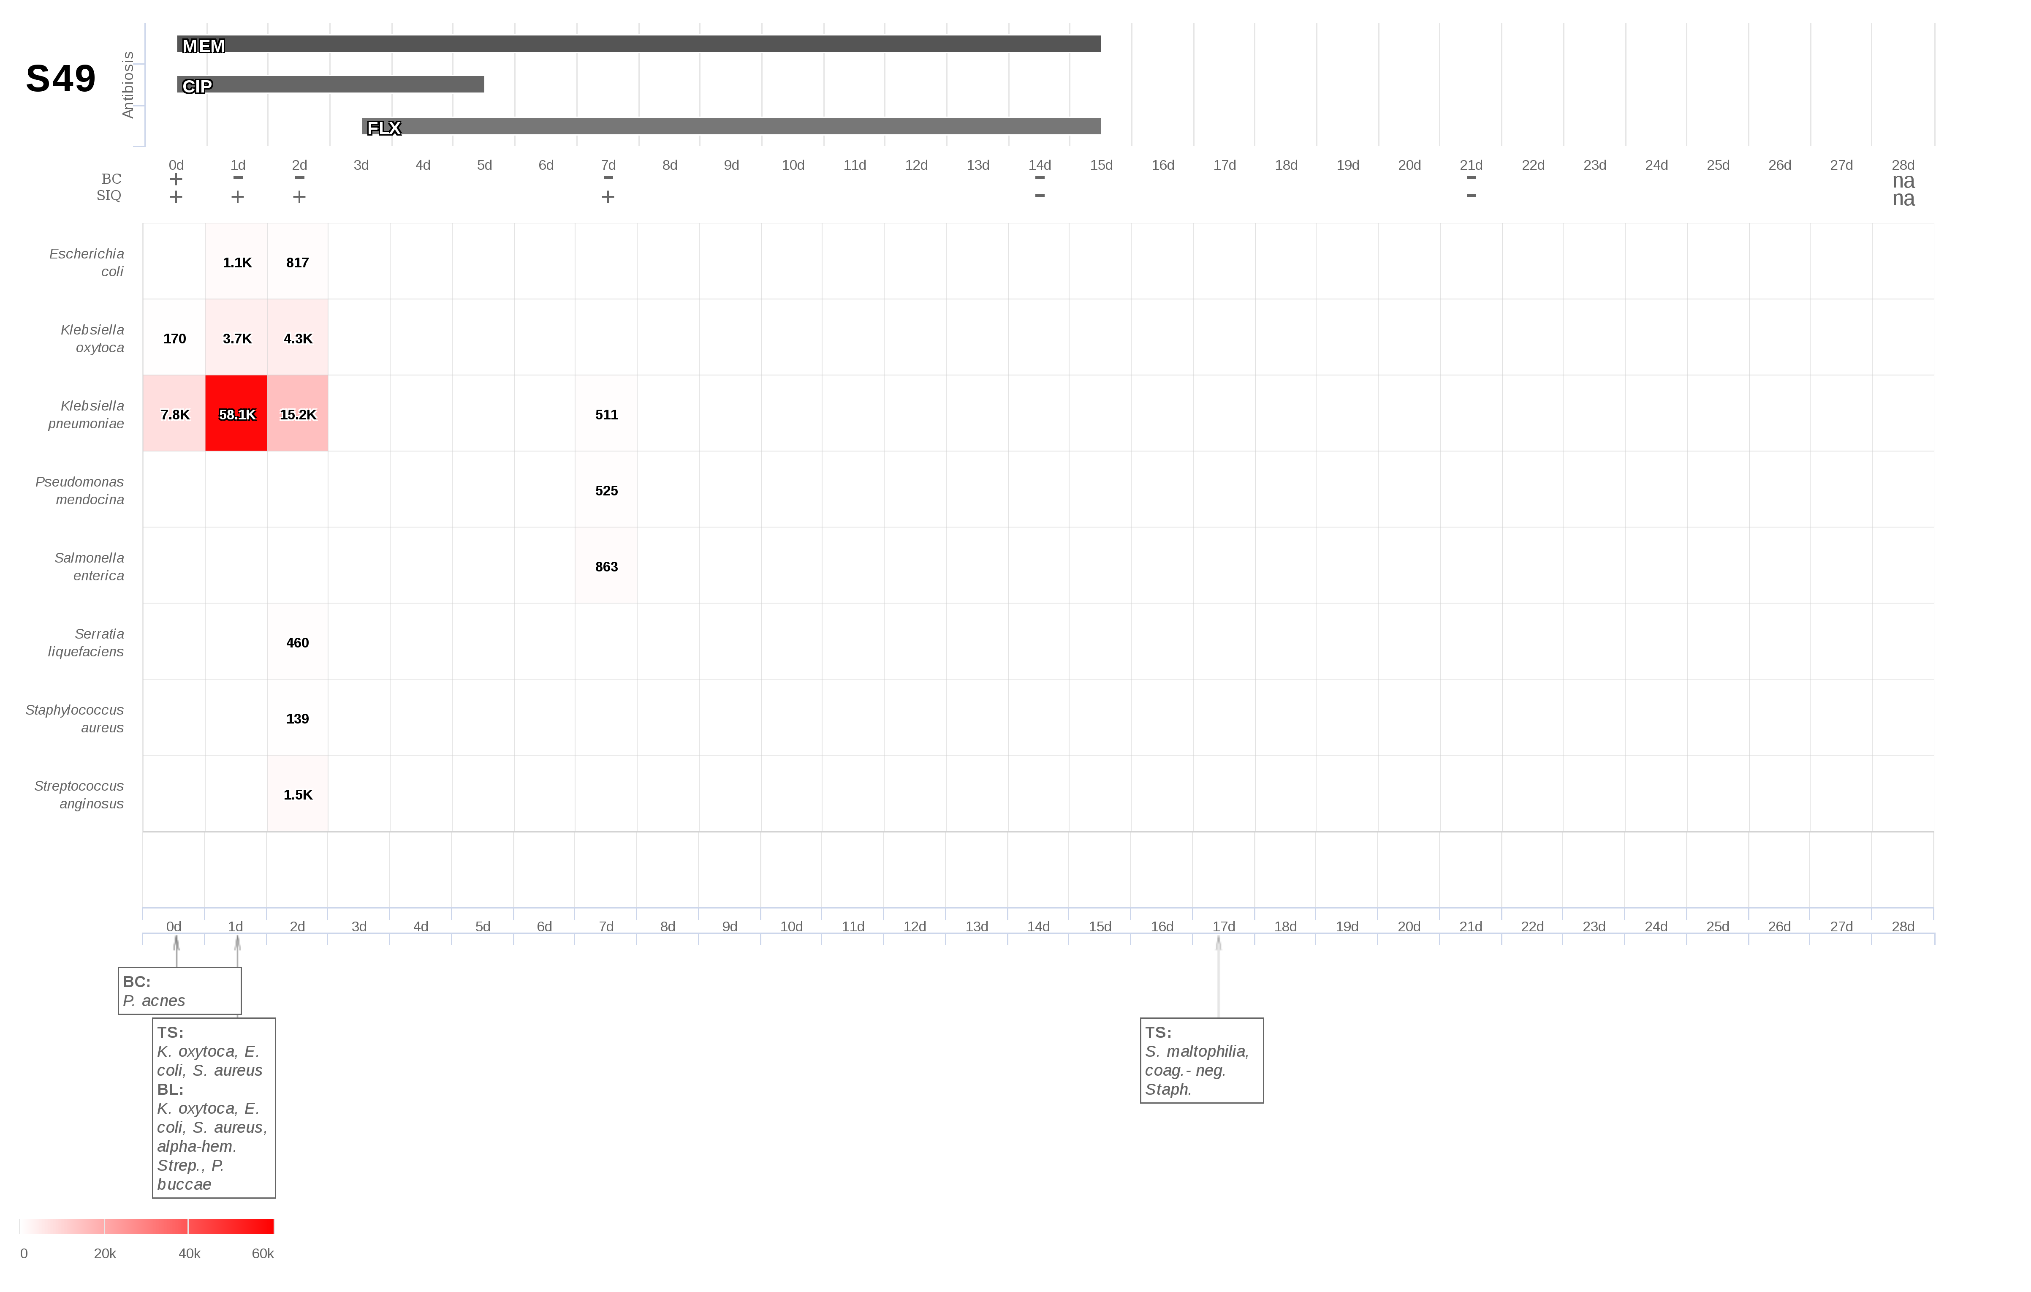 S49
Antibiosis
MEM
CIP
FLX
0d 1d 2d 3d 4d 5d 6d 7d 8d 9d 10d 11d 12d 13d 14d 15d 16d 17d 18d 19d 20d 21d 22d 23d 24d 25d 26d 27d 28d
BC + - - - - - na
SIQ + + + + - - na
Escherichia
coli
1.1K 817
Klebsiella
oxytoca
170 3.7K 4.3K
Klebsiella
pneumoniae
7.8K 58.1K 15.2K 511
Pseudomonas
mendocina
525
Salmonella
enterica
863
Serratia
liquefaciens
460
Staphylococcus
aureus
139
Streptococcus
anginosus
1.5K
0d 1d 2d 3d 4d 5d 6d 7d 8d 9d 10d 11d 12d 13d 14d 15d 16d 17d 18d 19d 20d 21d 22d 23d 24d 25d 26d 27d 28d
BC:
P. acnes
TS:
K. oxytoca, E.
coli, S. aureus
BL:
K. oxytoca, E.
coli, S. aureus,
alpha-hem.
Strep., P.
buccae
TS:
S. maltophilia,
coag.- neg.
Staph.
0 20k 40k 60k